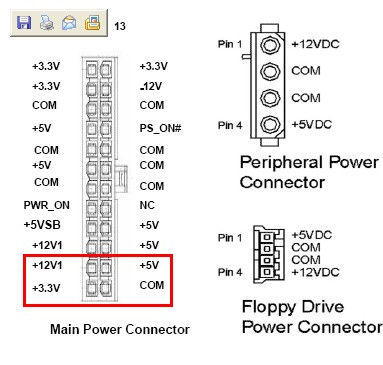 13
+3.3V +3.3V
+3.3V -12V
COM COM
+5V PS_ON#
COM COM
+5V COM
COM COM
PWR_ON NC
+5VSB +5V
+12V1 +5V
+12V1 +5V
+3.3V COM
Main Power Connector
Pin 1 +12VDC
COM
COM
Pin 4 +5VDC
Peripheral Power
Connector
Pin 1 +5VDC
COM
COM
Pin 4 +12VDC
Floppy Drive
Power Connector